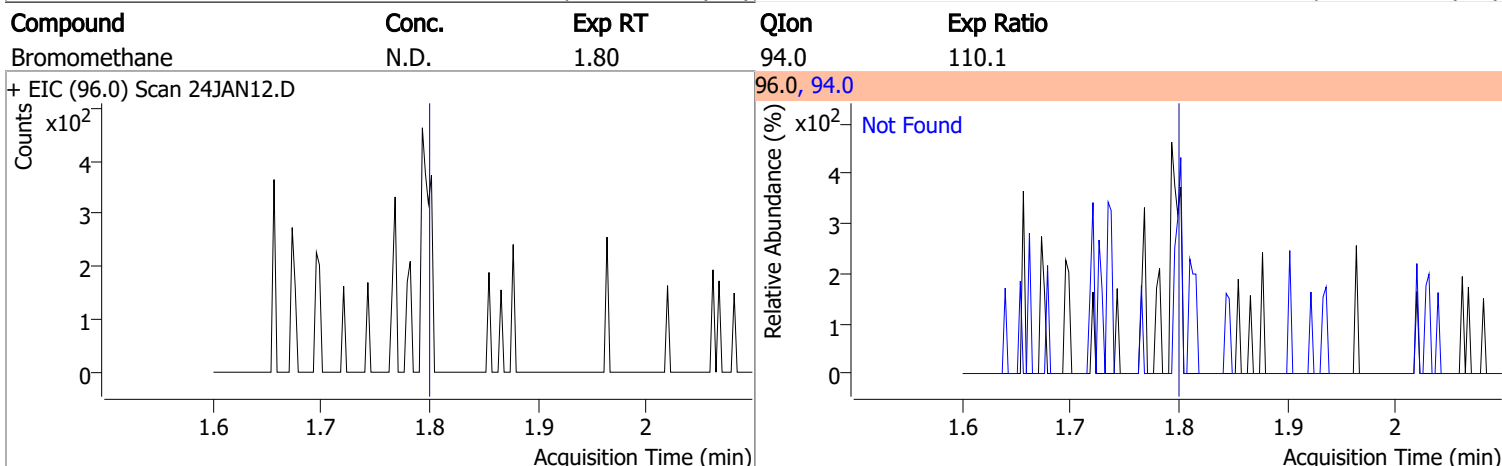 Compound Conc. Exp RT QIon Exp Ratio
Bromomethane N.D. 1.80 94.0 110.1
+ EIC (96.0) Scan 24JAN12.D
Counts
x10²
4
3
2
1
0
1.6 1.7 1.8 1.9 2
Acquisition Time (min)
96.0, 94.0
Relative Abundance (%)
x10²
Not Found
4
3
2
1
0
1.6 1.7 1.8 1.9 2
Acquisition Time (min)